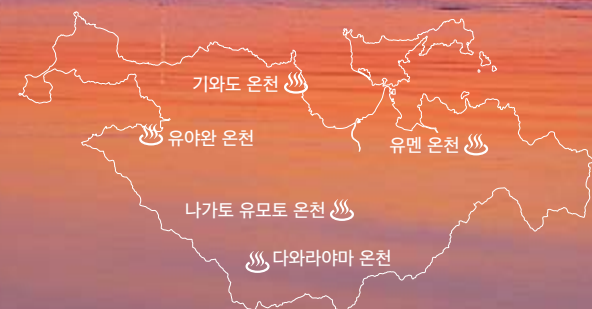 기와도 온천
유야완 온천
유멘 온천
나가토 유모토 온천
다와라야마 온천